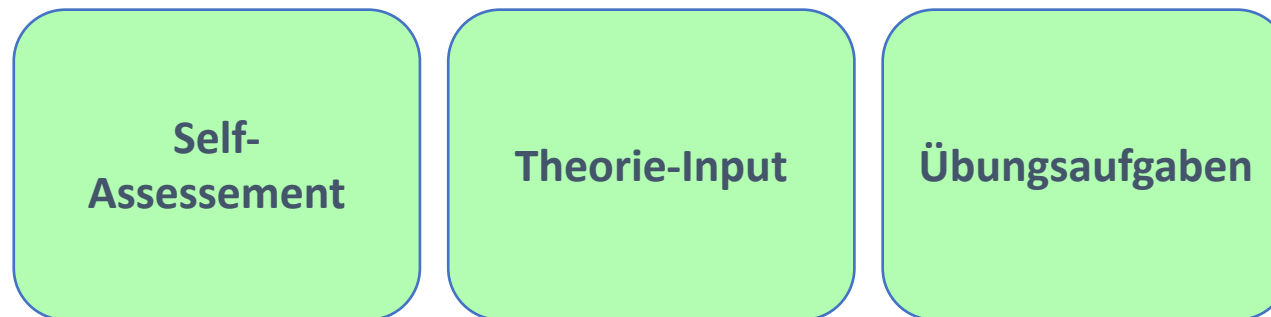 Self-
Assessement
Theorie-Input
Übungsaufgaben